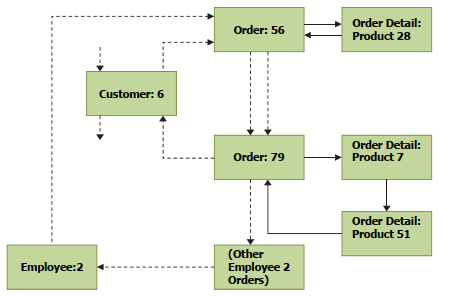 Order: 56
Order Detail:
Product 28
Customer: 6
Order: 79
Order Detail:
Product 7
Order Detail:
Product 51
Employee:2
(Other
Employee 2
Orders)